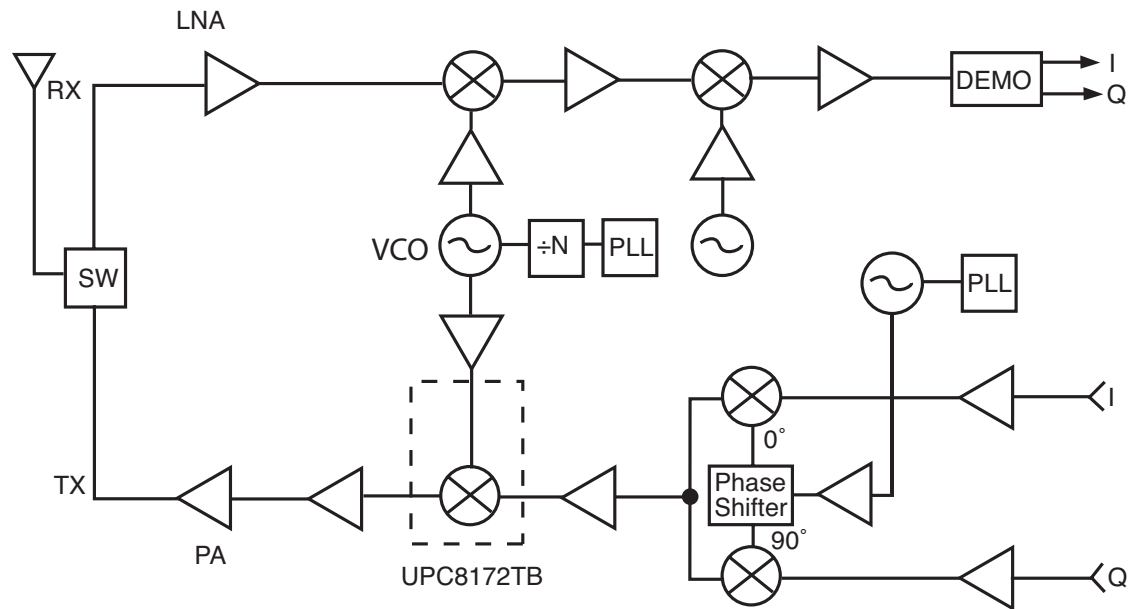 LNA
RX
DEMO
I
Q
VCO
÷N
PLL
SW
PLL
I
0°
TX
Phase
Shifter
90°
PA
UPC8172TB
Q